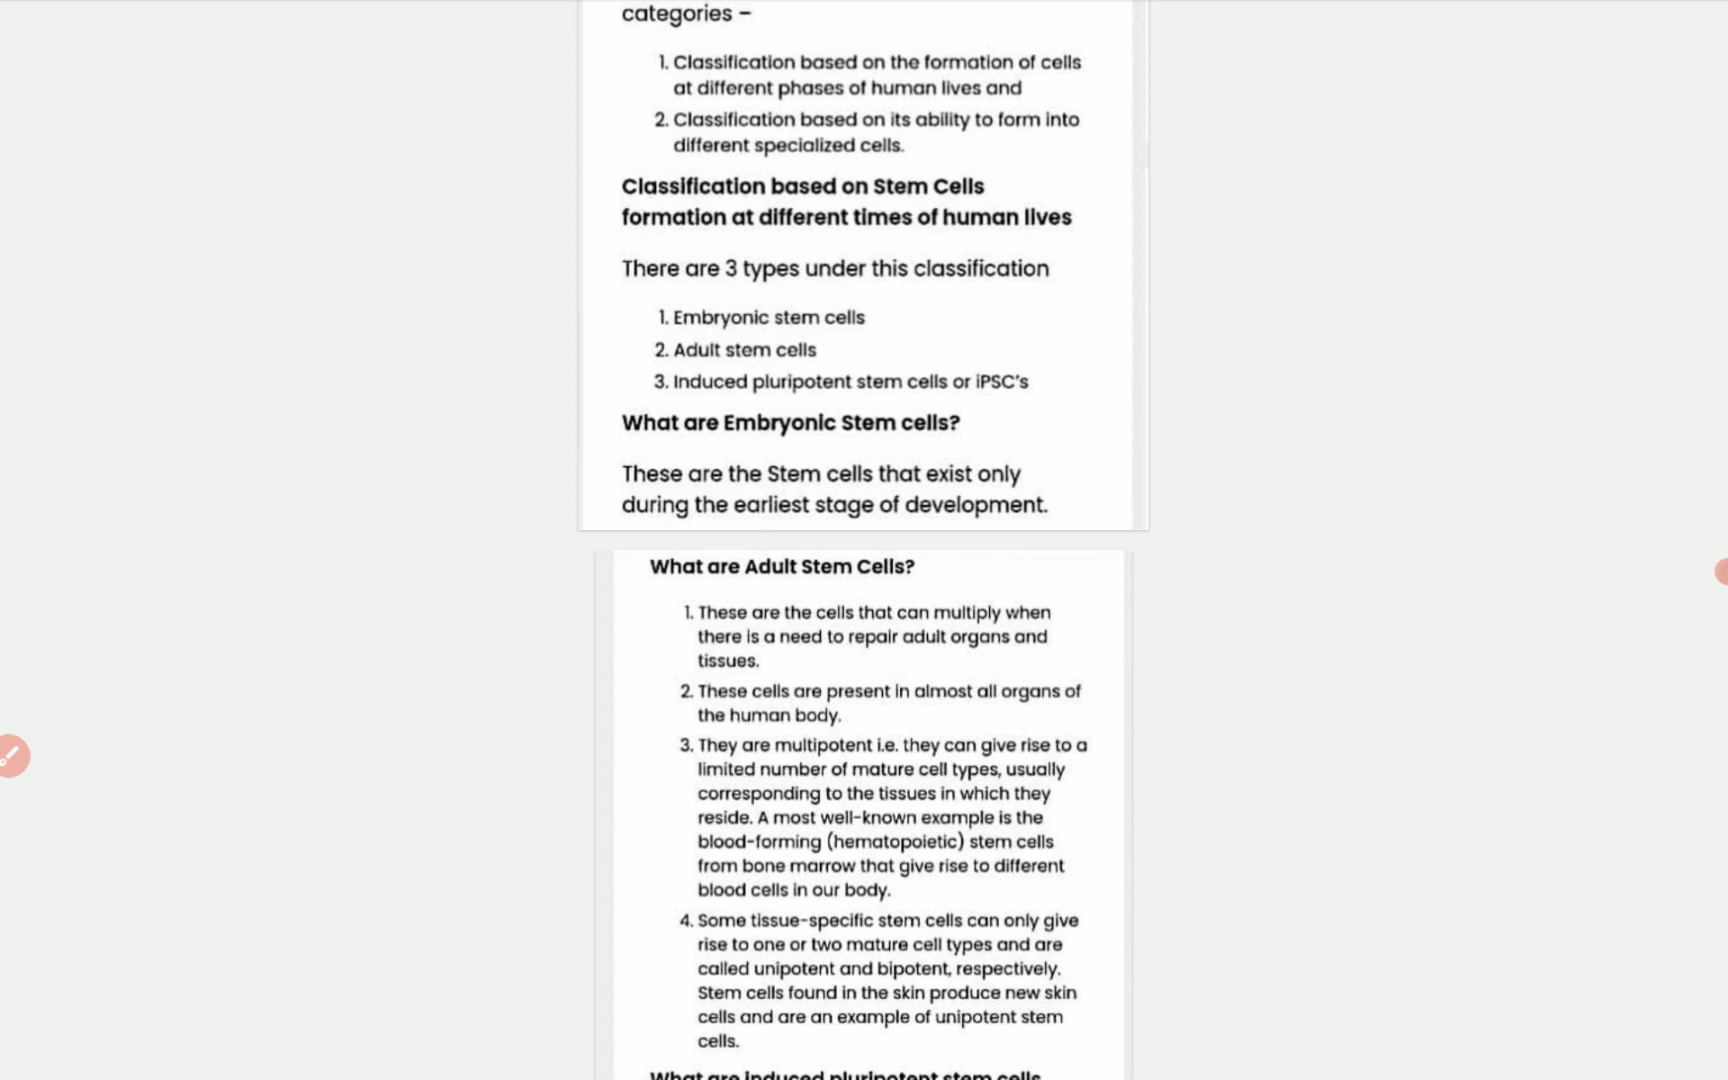 categories –
1. Classification based on the formation of cells
at different phases of human lives and
2. Classification based on its ability to form into
different specialized cells.
Classification based on Stem Cells
formation at different times of human lives
There are 3 types under this classification
1. Embryonic stem cells
2. Adult stem cells
3. Induced pluripotent stem cells or iPSC's
What are Embryonic Stem cells?
These are the Stem cells that exist only
during the earliest stage of development.
What are Adult Stem Cells?
1. These are the cells that can multiply when
there is a need to repair adult organs and
tissues.
2. These cells are present in almost all organs of
the human body.
3. They are multipotent i.e. they can give rise to a
limited number of mature cell types, usually
corresponding to the tissues in which they
reside. A most well-known example is the
blood-forming (hematopoietic) stem cells
from bone marrow that give rise to different
blood cells in our body.
4. Some tissue-specific stem cells can only give
rise to one or two mature cell types and are
called unipotent and bipotent, respectively.
Stem cells found in the skin produce new skin
cells and are an example of unipotent stem
cells.
What are induced pluripotent stem cells